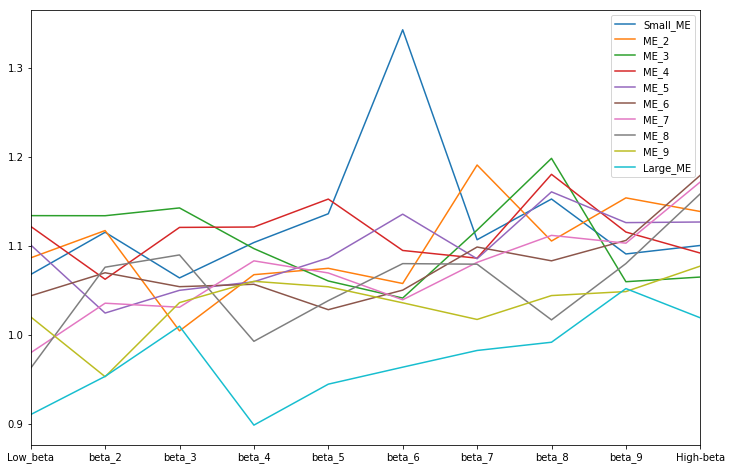 1.3
1.2
1.1
1.0
0.9
Low_beta beta_2 beta_3 beta_4 beta_5 beta_6 beta_7 beta_8 beta_9 High-beta
Small_ME
ME_2
ME_3
ME_4
ME_5
ME_6
ME_7
ME_8
ME_9
Large_ME